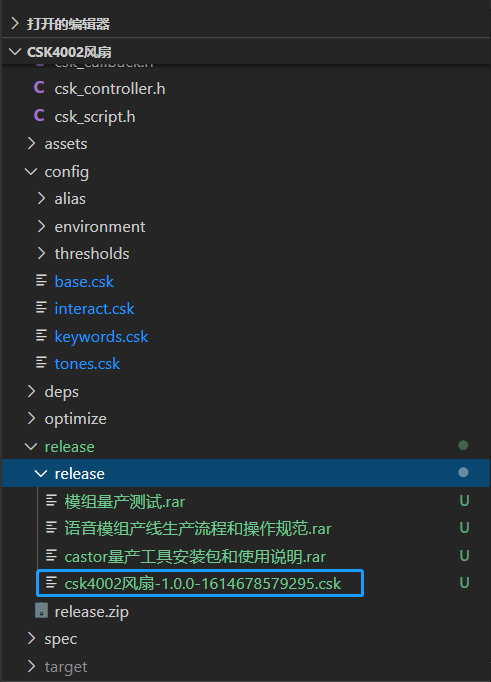 打开的编辑器
CSK4002风扇
csk_callback.h
C csk_controller.h
C csk_script.h
assets
config
alias
environment
thresholds
base.csk
interact.csk
keywords.csk
tones.csk
deps
optimize
release
release
模组量产测试.rar U
语音模组产线生产流程和操作规范.rar U
castor量产工具安装包和使用说明.rar U
csk4002风扇-1.0.0-1614678579295.csk U
release.zip
spec
target